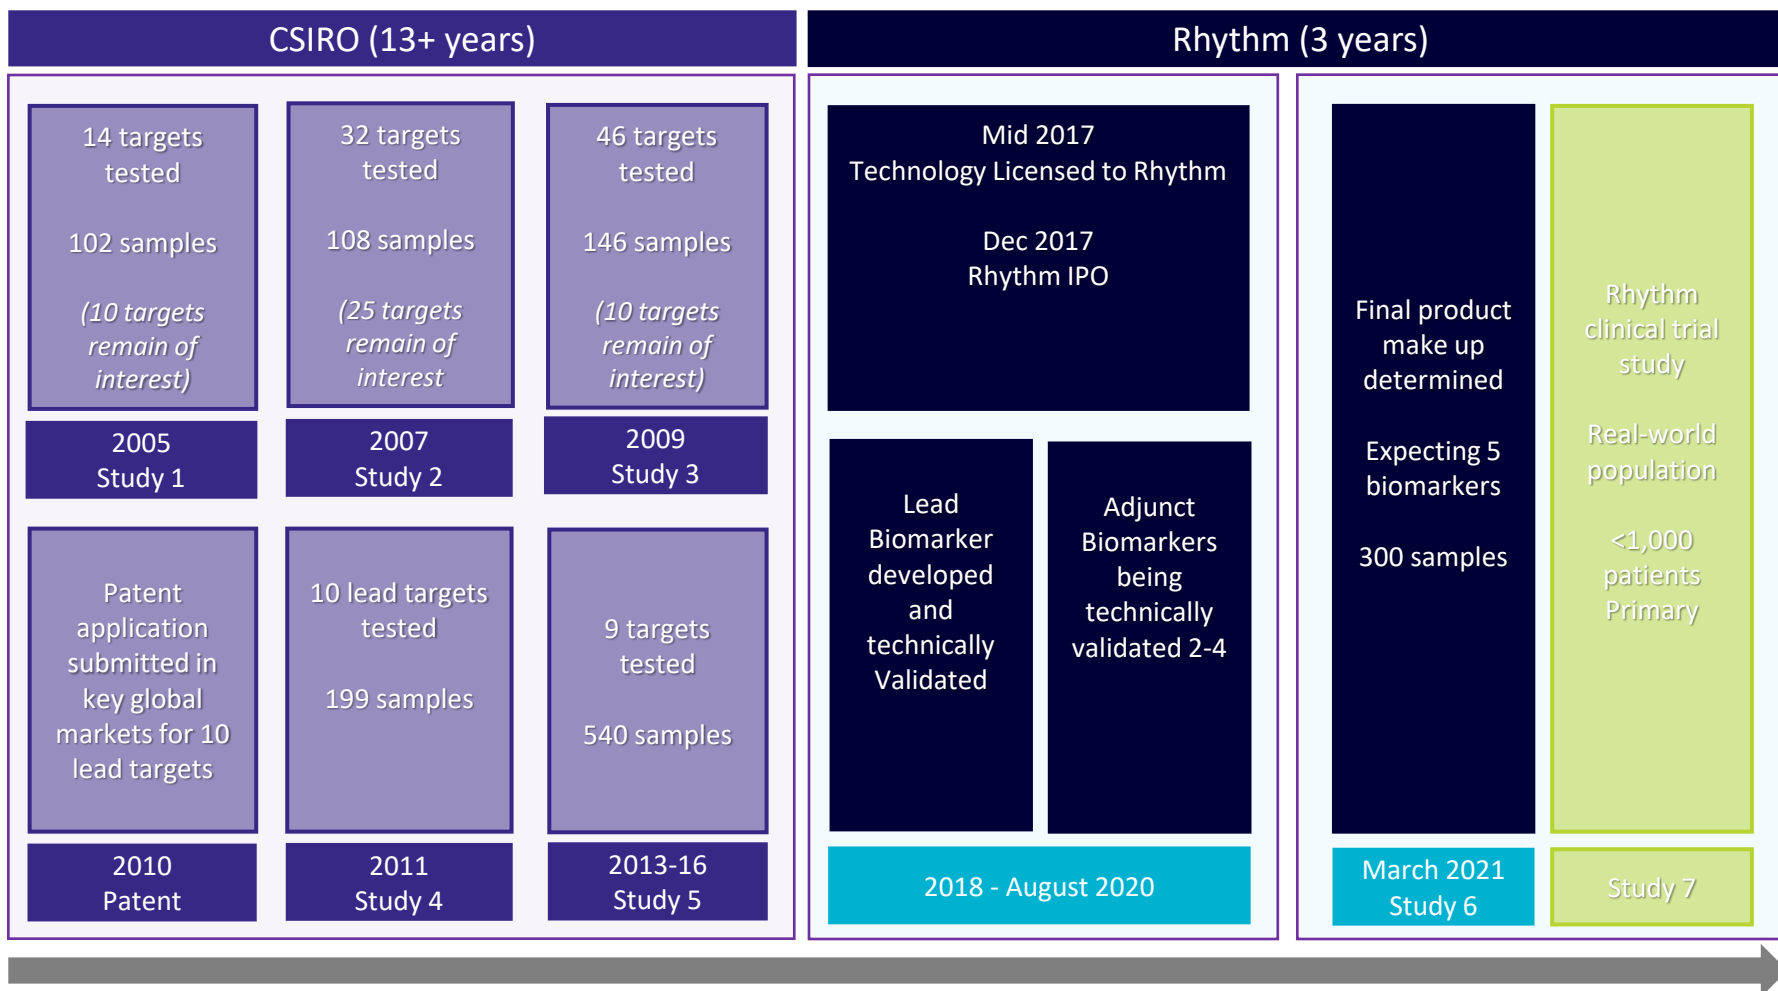 CSIRO (13+ years)
Rhythm (3 years)
14 targets
tested
102 samples
(10 targets
remain of
interest)
2005
Study 1
32 targets
tested
108 samples
(25 targets
remain of
interest
2007
Study 2
46 targets
tested
146 samples
(10 targets
remain of
interest)
2009
Study 3
Patent
application
submitted in
key global
markets for 10
lead targets
2010
Patent
10 lead targets
tested
199 samples
2011
Study 4
9 targets
tested
540 samples
2013-16
Study 5
Mid 2017
Technology Licensed to Rhythm
Dec 2017
Rhythm IPO
Lead
Biomarker
developed
and
technically
Validated
Adjunct
Biomarkers
being
technically
validated 2-4
2018 - August 2020
Final product
make up
determined
Expecting 5
biomarkers
300 samples
March 2021
Study 6
Rhythm
clinical trial
study
Real-world
population
<1,000
patients
Primary
Study 7